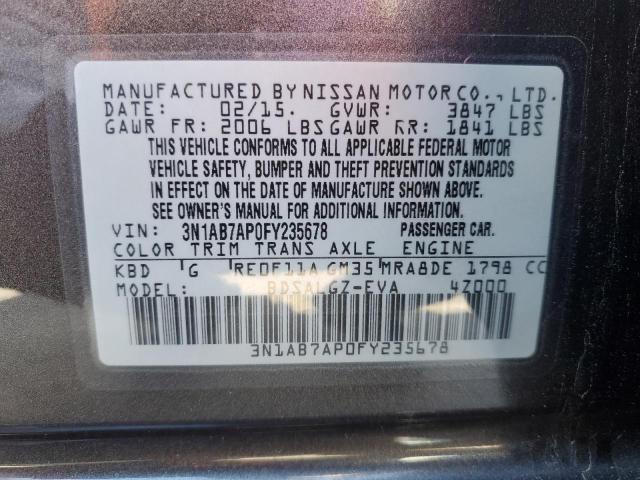 MANUFACTURED BY NISSAN MOTOR CO., LTD.
DATE: 02/15. GVWR: 3847 LBS
GAWR FR: 2006 LBS GAWR RR: 1841 LBS
THIS VEHICLE CONFORMS TO ALL APPLICABLE FEDERAL MOTOR
VEHICLE SAFETY, BUMPER AND THEFT PREVENTION STANDARDS
IN EFFECT ON THE DATE OF MANUFACTURE SHOWN ABOVE.
SEE OWNER'S MANUAL FOR ADDITIONAL INFORMATION.
VIN: 3N1AB7AP0FY235678 PASSENGER CAR.
COLOR TRIM TRANS AXLE ENGINE
KBD G RE0F11A GM35 MRA8DE 1798 CC
MODEL: BDSALGZ-EVA 4Z000
3N1AB7AP0FY235678